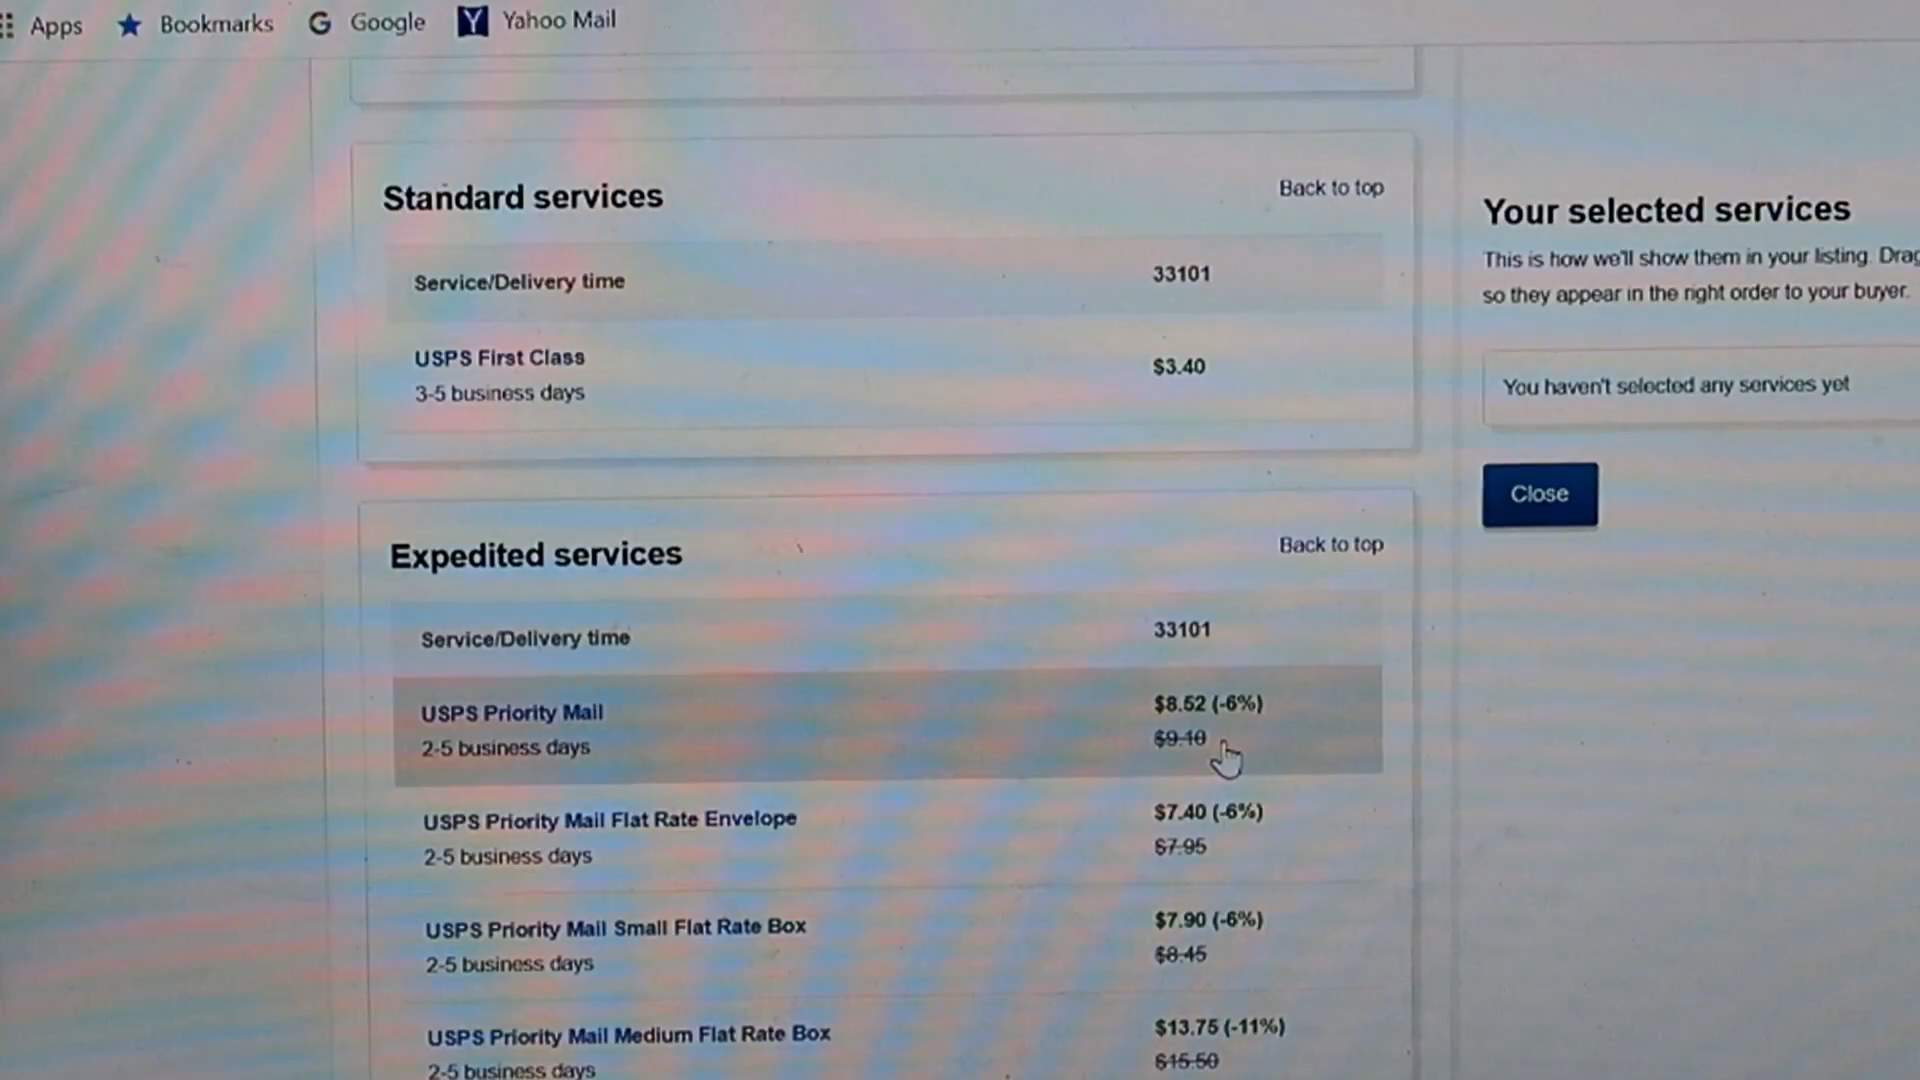 Apps Bookmarks Google Yahoo Mail
Standard services
Back to top
Service/Delivery time
33101
USPS First Class
$3.40
3-5 business days
Expedited services
Back to top
Service/Delivery time
33101
USPS Priority Mail
$8.52 (-6%)
2-5 business days
$9.10
USPS Priority Mail Flat Rate Envelope
$7.40 (-6%)
2-5 business days
$7.95
USPS Priority Mail Small Flat Rate Box
$7.90 (-6%)
2-5 business days
$8.45
USPS Priority Mail Medium Flat Rate Box
$13.75 (-11%)
2-5 business days
$15.50
Your selected services
This is how we'll show them in your listing. Drag
so they appear in the right order to your buyer.
You haven't selected any services yet
Close